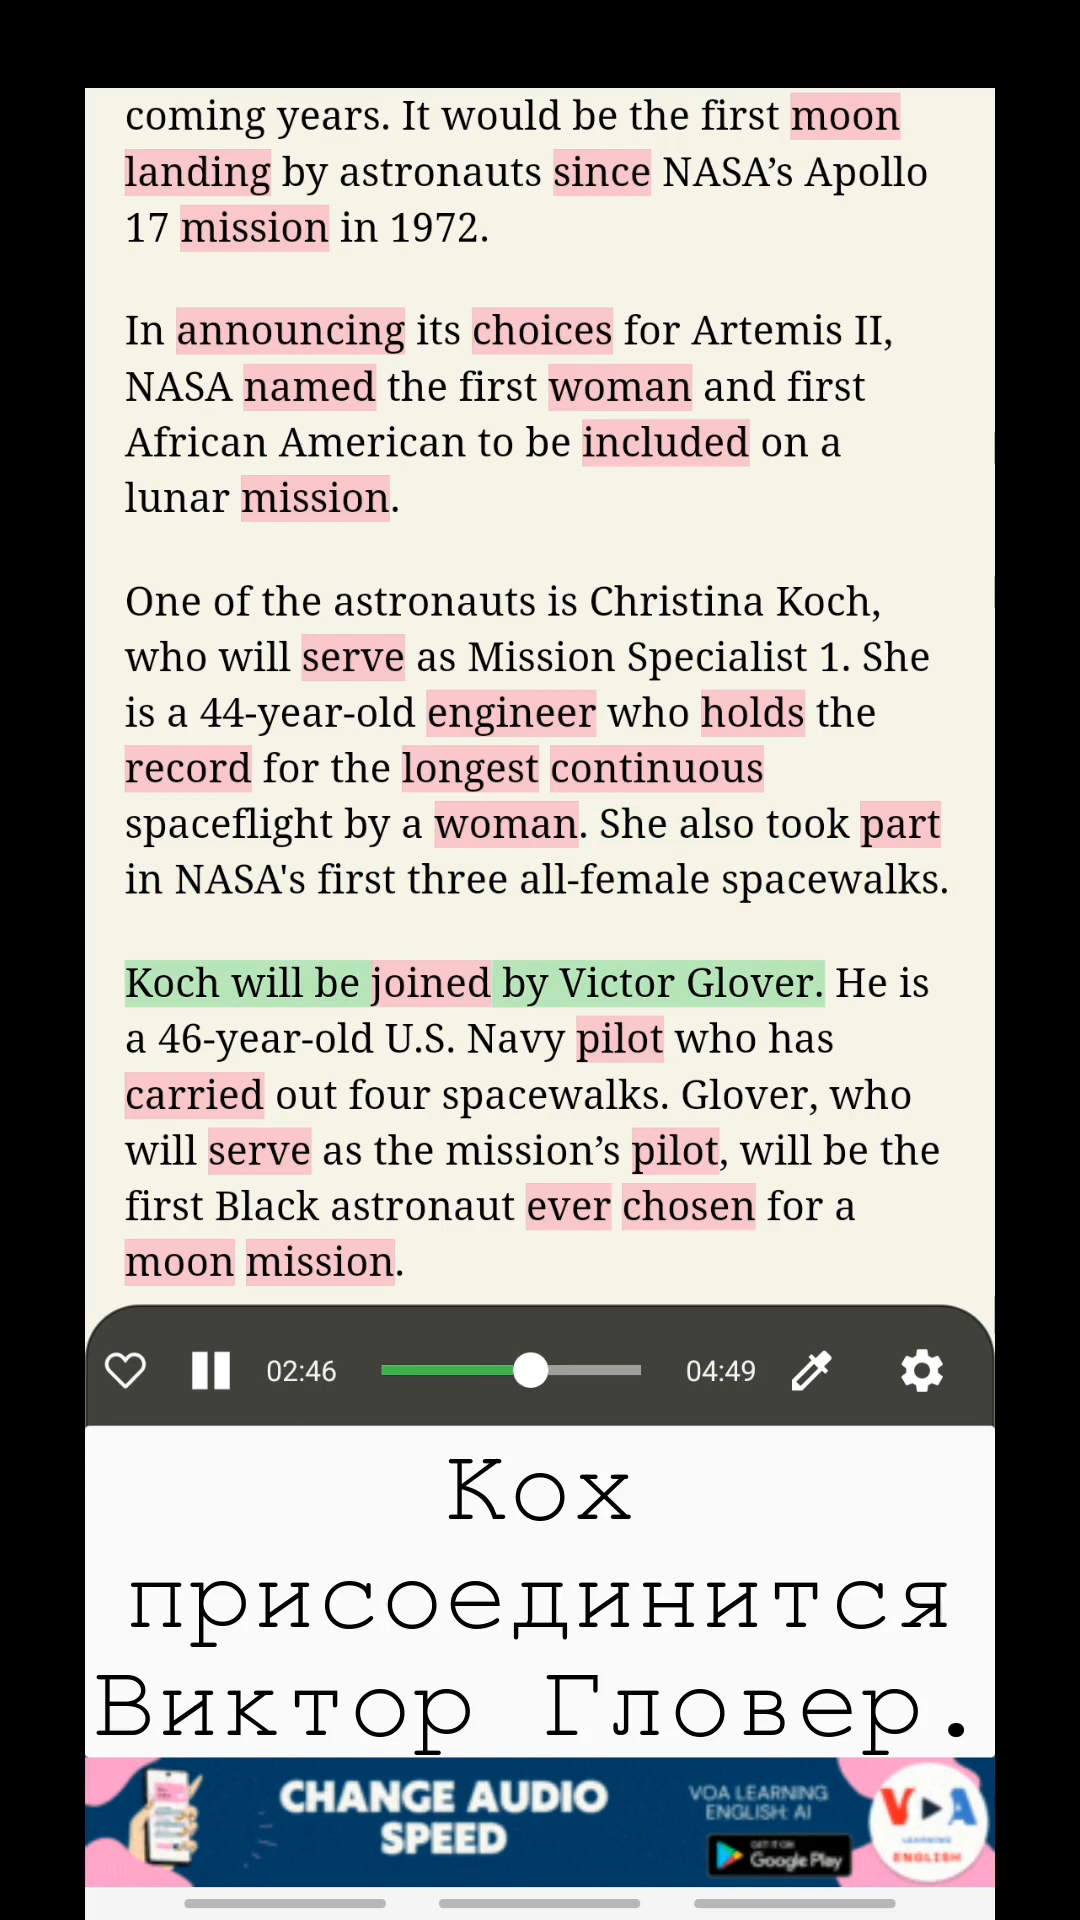 coming years. It would be the first moon
landing by astronauts since NASA’s Apollo
17 mission in 1972.
In announcing its choices for Artemis II,
NASA named the first woman and first
African American to be included on a
lunar mission.
One of the astronauts is Christina Koch,
who will serve as Mission Specialist 1. She
is a 44-year-old engineer who holds the
record for the longest continuous
spaceflight by a woman. She also took part
in NASA's first three all-female spacewalks.
Koch will be joined by Victor Glover. He is
a 46-year-old U.S. Navy pilot who has
carried out four spacewalks. Glover, who
will serve as the mission’s pilot, will be the
first Black astronaut ever chosen for a
moon mission.
02:46 04:49
Кох
присоединится
Виктор Гловер.
CHANGE AUDIO
SPEED
VOA LEARNING
ENGLISH: AI
GET IT ON
Google Play
VOA
LEARNING
ENGLISH